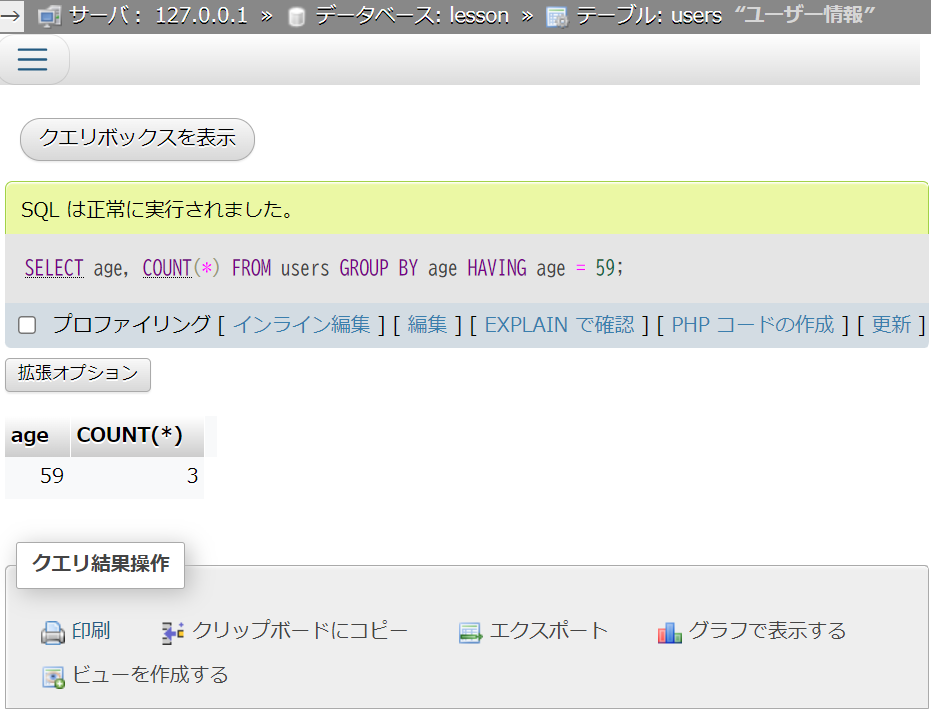 サーバ： 127.0.0.1 » データベース: lesson » テーブル: users “ユーザー情報”
クエリボックスを表示
SQL は正常に実行されました。
SELECT age, COUNT(*) FROM users GROUP BY age HAVING age = 59;
プロファイリング [ インライン編集 ] [ 編集 ] [ EXPLAIN で確認 ] [ PHP コードの作成 ] [ 更新 ]
拡張オプション
age COUNT(*)
59 3
クエリ結果操作
印刷 クリップボードにコピー エクスポート グラフで表示する
ビューを作成する